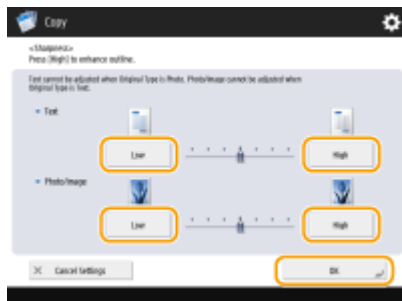 Copy
<Sharpness>
Press [High] to enhance outline.
Text cannot be adjusted when Original Type is Photo. Photo/Image cannot be adjusted when
Original Type is Text.
Text
Low
High
Photo/Image
Low
High
Cancel Settings
OK